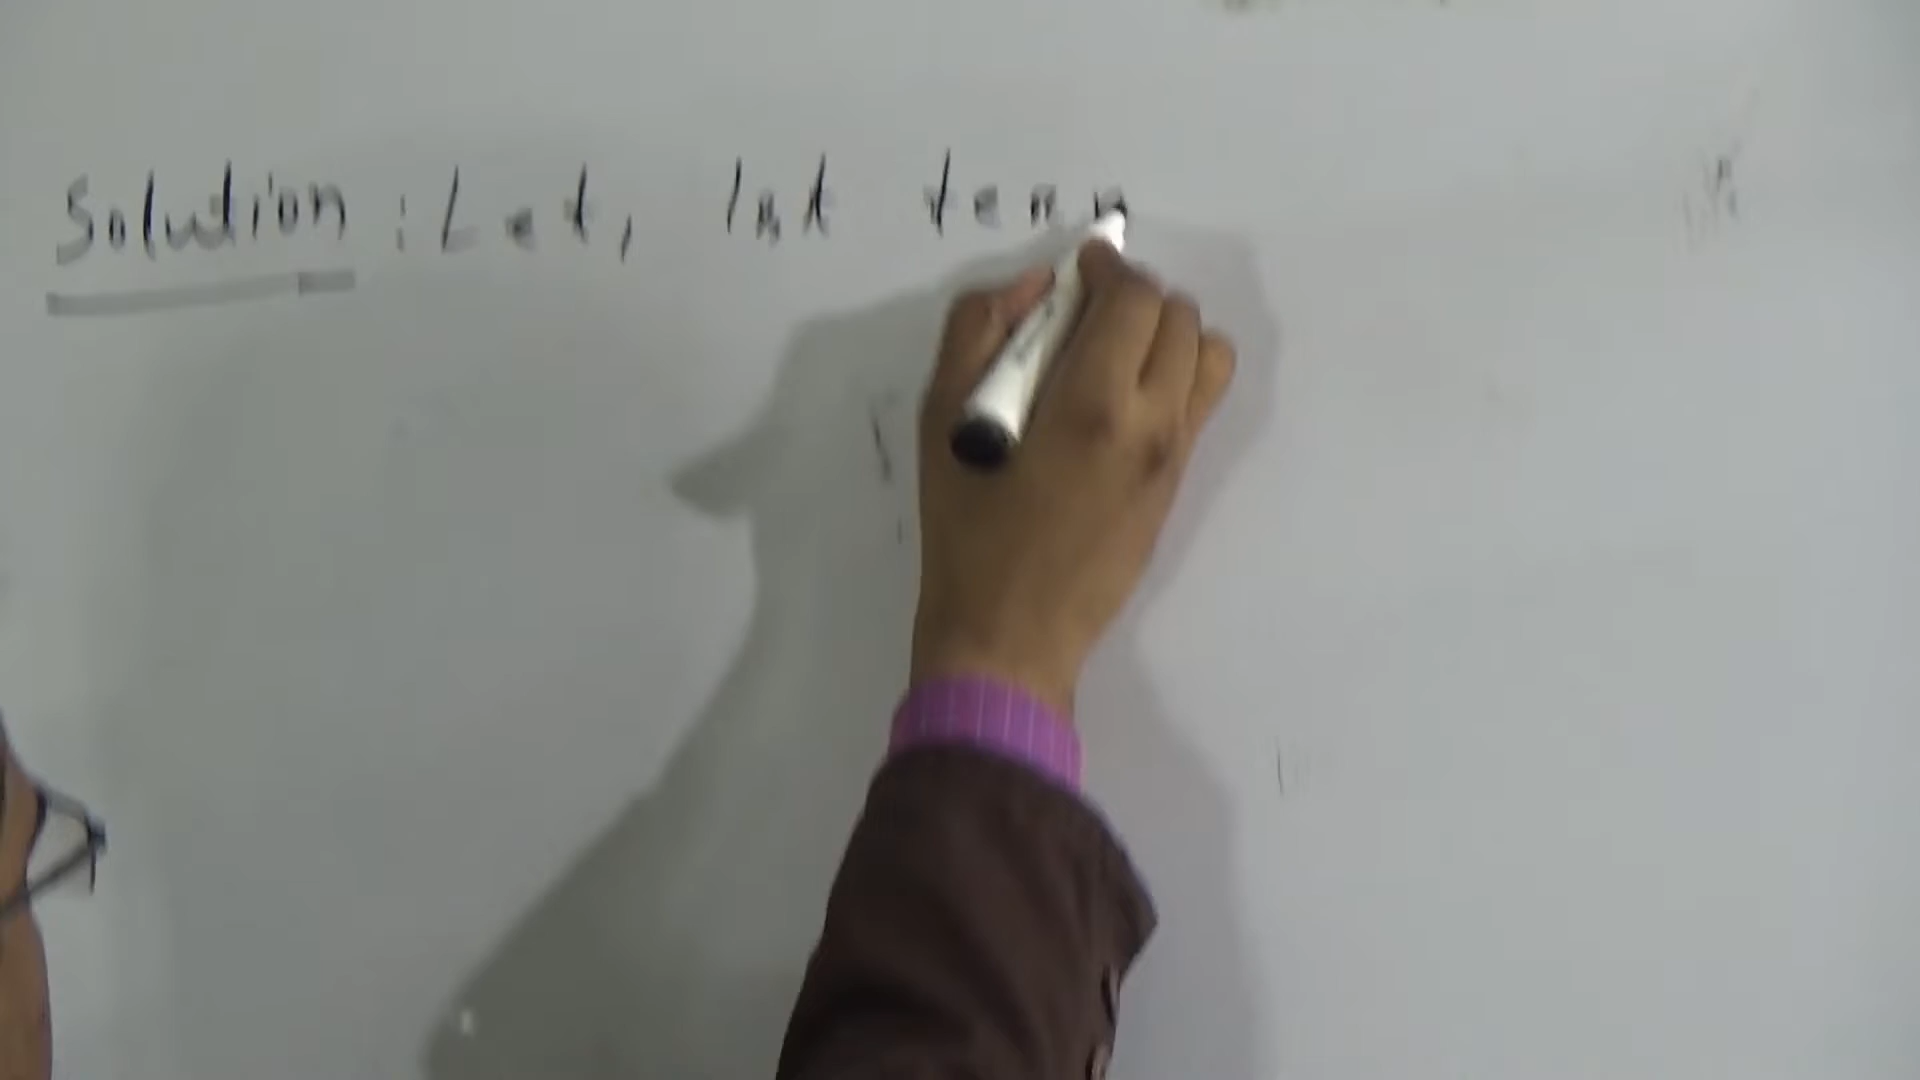 Solution : Let, 1st term